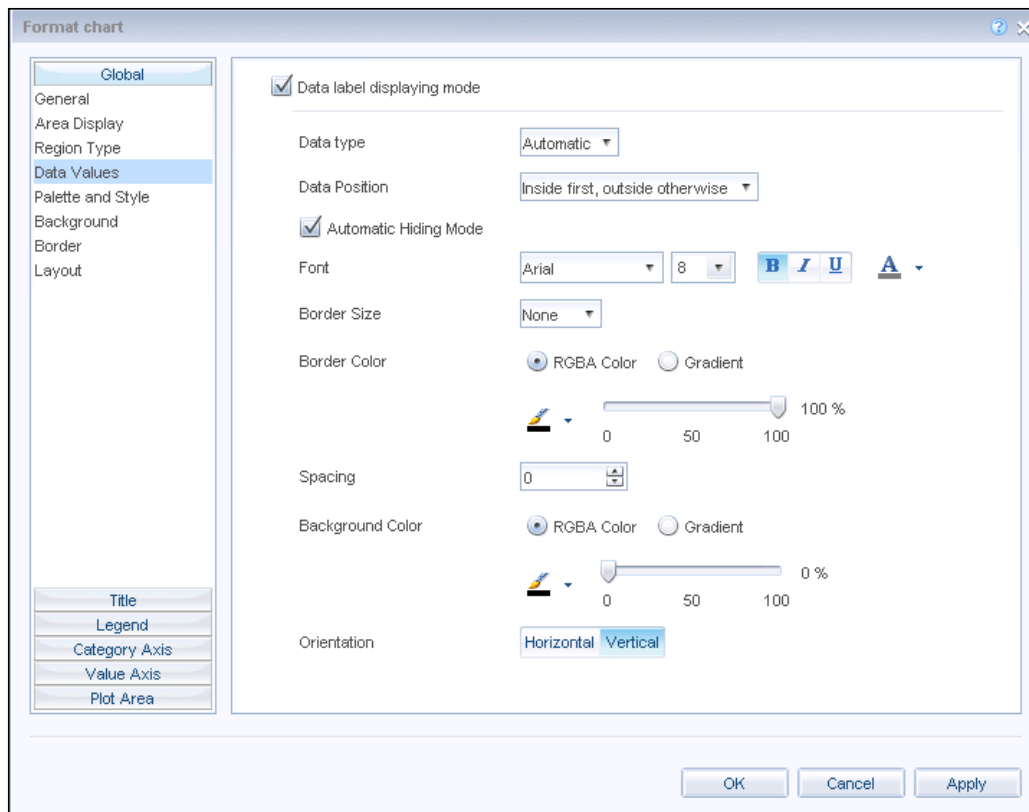 Format chart
Global
General
Area Display
Region Type
Data Values
Palette and Style
Background
Border
Layout
Title
Legend
Category Axis
Value Axis
Plot Area
Data label displaying mode
Data type Automatic
Data Position Inside first, outside otherwise
Automatic Hiding Mode
Font Arial 8 B I U A
Border Size None
Border Color RGBA Color Gradient
100 %
0 50 100
Spacing 0
Background Color RGBA Color Gradient
0 %
0 50 100
Orientation Horizontal Vertical
OK Cancel Apply